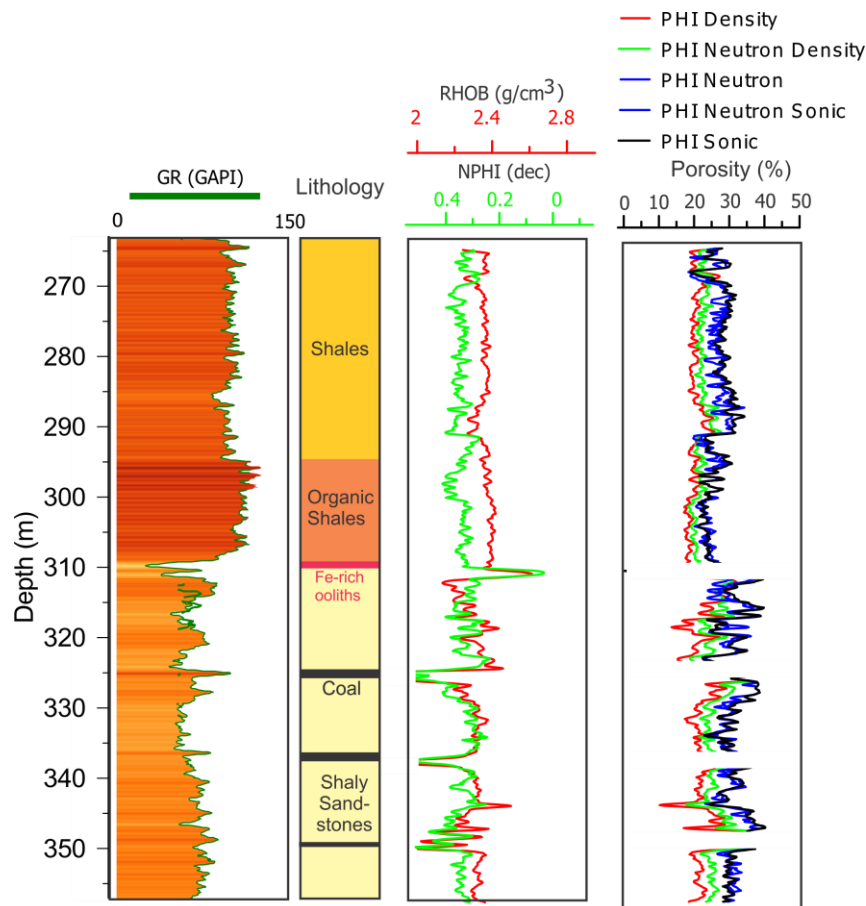 PHI Density
PHI Neutron Density
PHI Neutron
PHI Neutron Sonic
PHI Sonic
RHOB (g/cm3)
2 2.4 2.8
GR (GAPI)
Lithology
NPHI (dec)
Porosity (%)
0 150
0.4 0.2 0
0 10 20 30 40 50
Depth (m)
270
280
290
300
310
320
330
340
350
Shales
Organic
Shales
Fe-rich
ooliths
Coal
Shaly
Sand-
stones